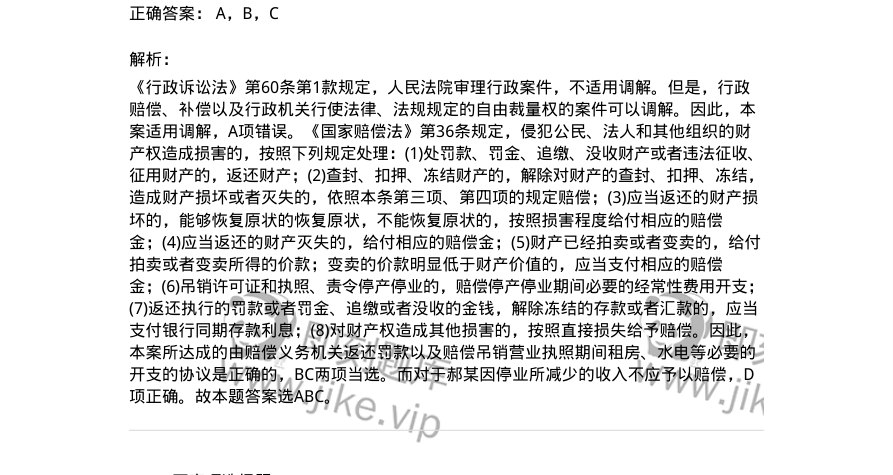 正确答案： A，B，C
解析：
《行政诉讼法》第60条第1款规定，人民法院审理行政案件，不适用调解。但是，行政
赔偿、补偿以及行政机关行使法律、法规规定的自由裁量权的案件可以调解。因此，本
案适用调解，A项错误。《国家赔偿法》第36条规定，侵犯公民、法人和其他组织的财
产权造成损害的，按照下列规定处理：(1)处罚款、罚金、追缴、没收财产或者违法征收、
征用财产的，返还财产；(2)查封、扣押、冻结财产的，解除对财产的查封、扣押、冻结，
造成财产损坏或者灭失的，依照本条第三项、第四项的规定赔偿；(3)应当返还的财产损
坏的，能够恢复原状的恢复原状，不能恢复原状的，按照损害程度给付相应的赔偿
金；(4)应当返还的财产灭失的，给付相应的赔偿金；(5)财产已经拍卖或者变卖的，给付
拍卖或者变卖所得的价款；变卖的价款明显低于财产价值的，应当支付相应的赔偿
金；(6)吊销许可证和执照、责令停产停业的，赔偿停产停业期间必要的经常性费用开支；
(7)返还执行的罚款或者罚金、追缴或者没收的金钱，解除冻结的存款或者汇款的，应当
支付银行同期存款利息；(8)对财产权造成其他损害的，按照直接损失给予赔偿。因此，
本案所达成的由赔偿义务机关返还罚款以及赔偿吊销营业执照期间租房、水电等必要的
开支的协议是正确的，BC两项当选。而对于郝某因停业所减少的收入不应予以赔偿，D
项正确。故本题答案选ABC。
即刻题库
www.jike.vip
即刻
www.jik